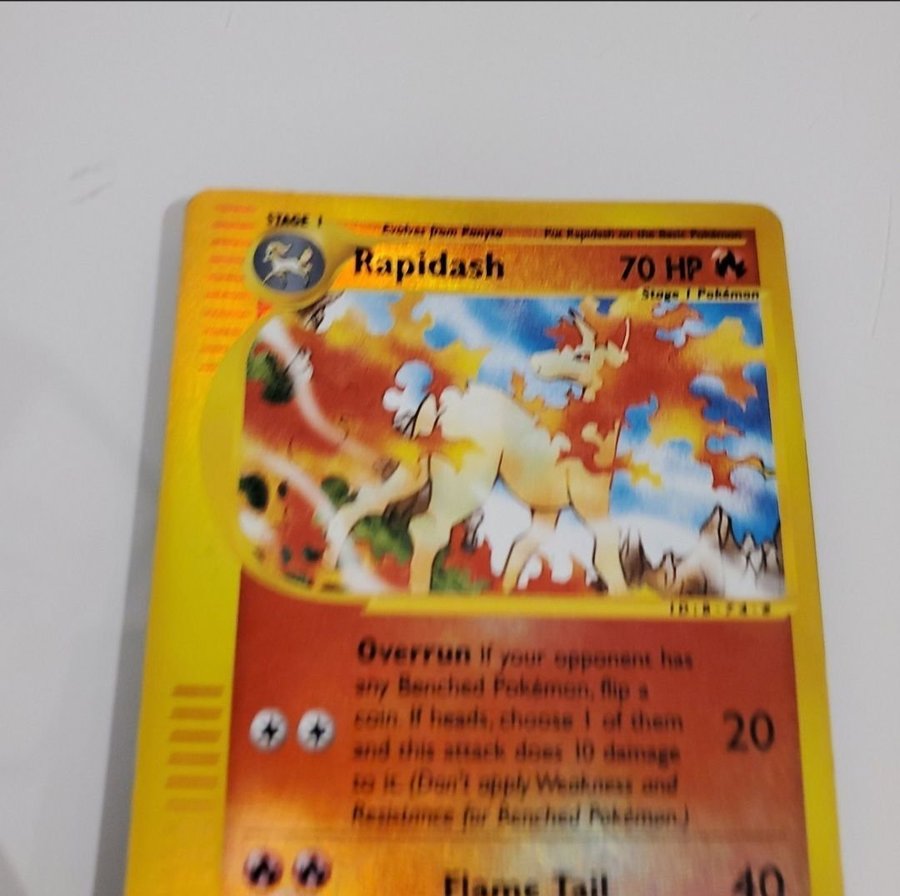 STAGE 1
Evolves from Ponyta Put Rapidash on the Basic Pokémon
Rapidash 70 HP
Stage 1 Pokémon
Overrun If your opponent has
any Benched Pokémon, flip a
coin. If heads, choose 1 of them
and this attack does 10 damage
to it. (Don't apply Weakness and
Resistance for Benched Pokémon.)
20
Flame Tail 40